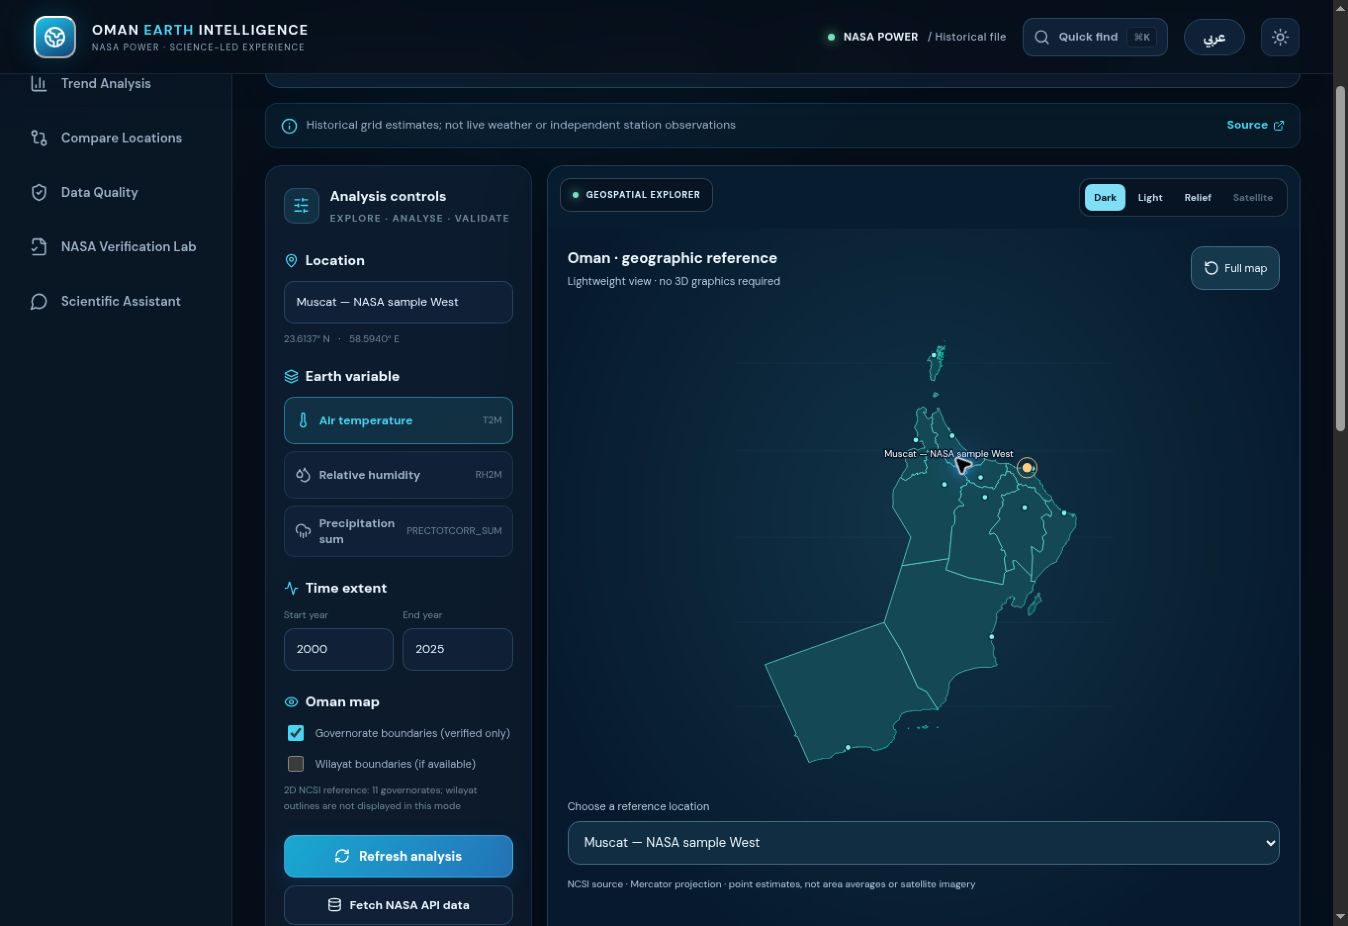 OMAN EARTH INTELLIGENCE
NASA POWER · SCIENCE-LED EXPERIENCE
NASA POWER / Historical file
Quick find ⌘K
عربي
Trend Analysis
Compare Locations
Data Quality
NASA Verification Lab
Scientific Assistant
Historical grid estimates; not live weather or independent station observations
Source
Analysis controls
EXPLORE · ANALYSE · VALIDATE
Location
Muscat — NASA sample West
23.6137° N · 58.5940° E
Earth variable
Air temperature T2M
Relative humidity RH2M
Precipitation sum PRECTOTCORR_SUM
Time extent
Start year End year
2000 2025
Oman map
Governorate boundaries (verified only)
Wilayat boundaries (if available)
2D NCSI reference: 11 governorates; wilayat
outlines are not displayed in this mode
Refresh analysis
Fetch NASA API data
GEOSPATIAL EXPLORER
Dark Light Relief Satellite
Oman · geographic reference
Lightweight view · no 3D graphics required
Full map
Muscat — NASA sample West
Choose a reference location
Muscat — NASA sample West
NCSI source · Mercator projection · point estimates, not area averages or satellite imagery